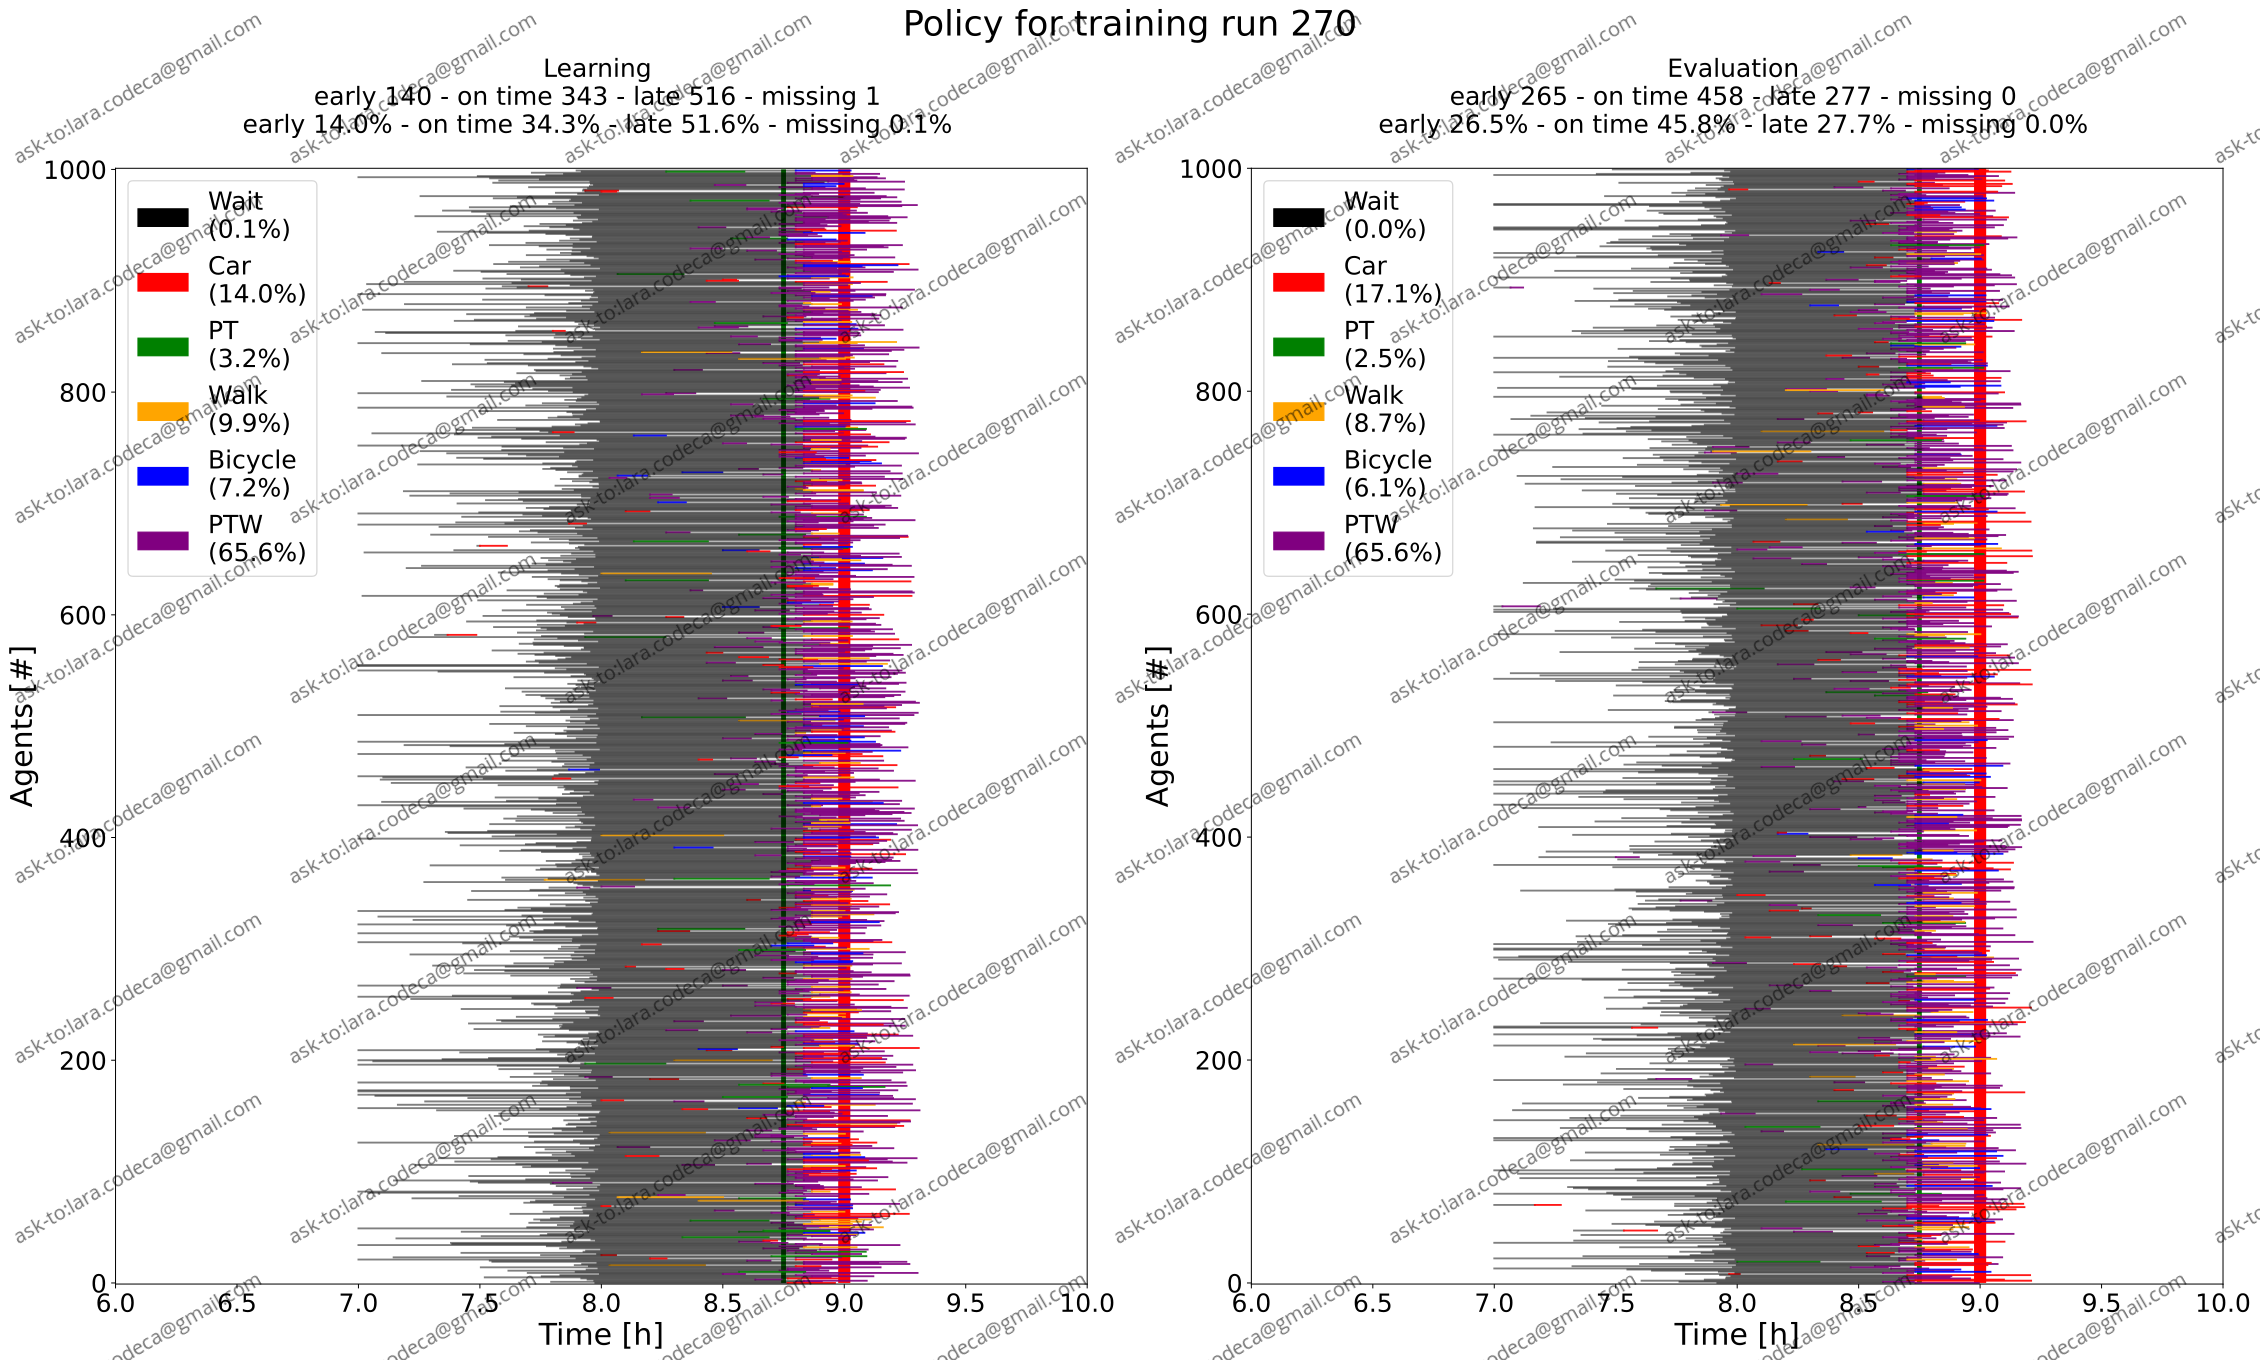 Policy for training run 270
Learning
early 140 - on time 343 - late 516 - missing 1
early 14.0% - on time 34.3% - late 51.6% - missing 0.1%
Agents [#]
1000
800
600
400
200
0
Wait
(0.1%)
Car
(14.0%)
PT
(3.2%)
Walk
(9.9%)
Bicycle
(7.2%)
PTW
(65.6%)
6.0 6.5 7.0 7.5 8.0 8.5 9.0 9.5 10.0
Time [h]
Evaluation
early 265 - on time 458 - late 277 - missing 0
early 26.5% - on time 45.8% - late 27.7% - missing 0.0%
Agents [#]
1000
800
600
400
200
0
Wait
(0.0%)
Car
(17.1%)
PT
(2.5%)
Walk
(8.7%)
Bicycle
(6.1%)
PTW
(65.6%)
6.0 6.5 7.0 7.5 8.0 8.5 9.0 9.5 10.0
Time [h]
ask-to:lara.codeca@gmail.com